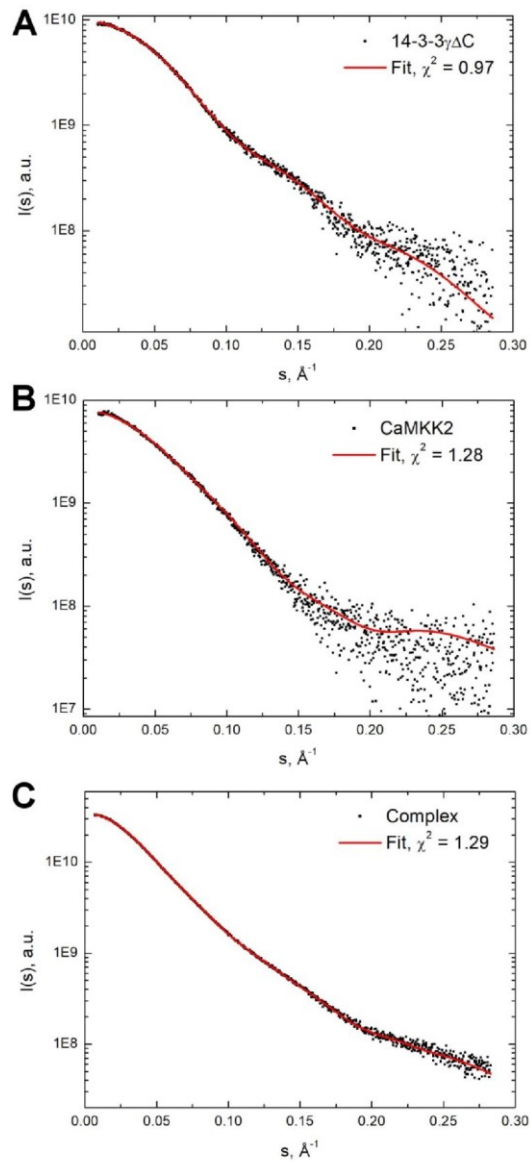 A
1E10
1E9
1E8
I(s), a.u.
14-3-3γΔC
Fit, χ² = 0.97
0.00 0.05 0.10 0.15 0.20 0.25 0.30
s, Å⁻¹
B
1E10
1E9
1E8
1E7
I(s), a.u.
CaMKK2
Fit, χ² = 1.28
0.00 0.05 0.10 0.15 0.20 0.25 0.30
s, Å⁻¹
C
1E10
1E9
1E8
I(s), a.u.
Complex
Fit, χ² = 1.29
0.00 0.05 0.10 0.15 0.20 0.25 0.30
s, Å⁻¹